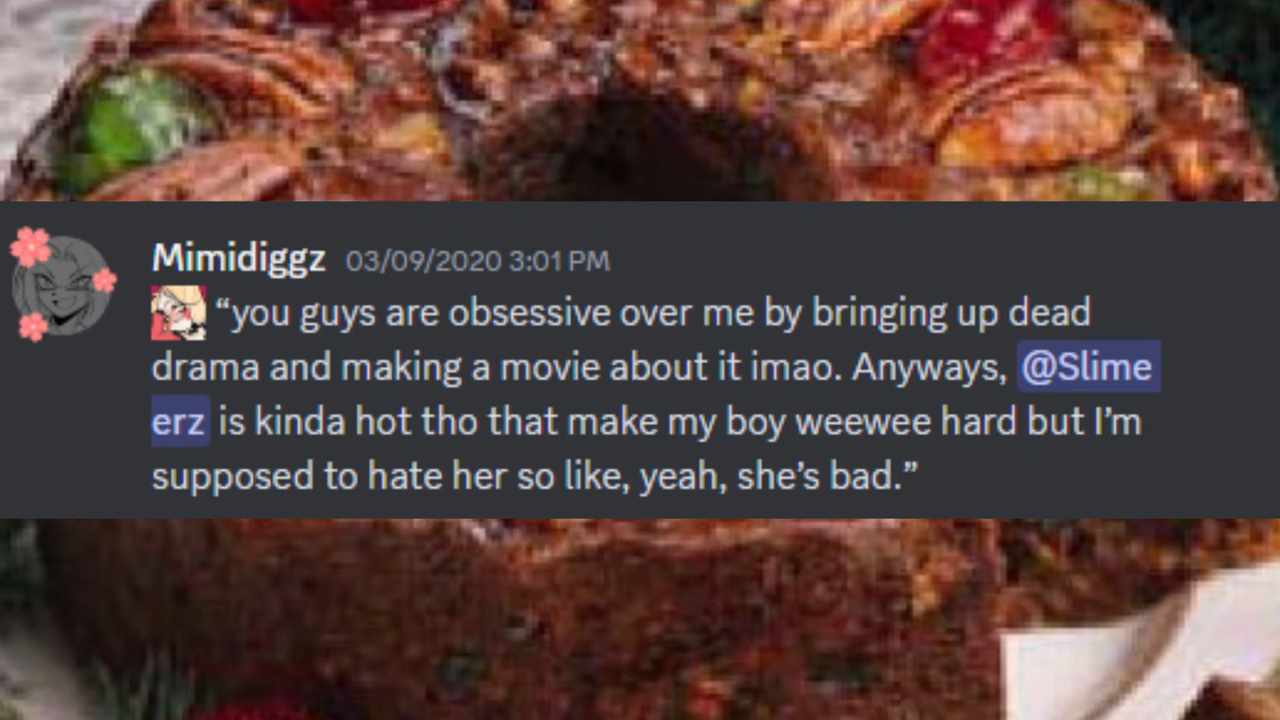 Mimidiggz 03/09/2020 3:01 PM
“you guys are obsessive over me by bringing up dead
drama and making a movie about it imao. Anyways, @Slime
erz is kinda hot tho that make my boy weewee hard but I’m
supposed to hate her so like, yeah, she’s bad.”